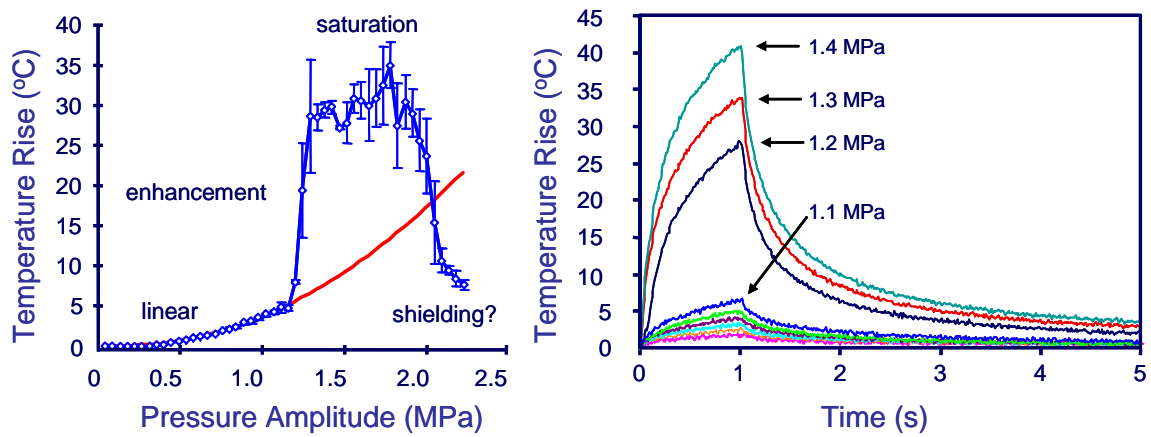 saturation
enhancement
linear
shielding?
Temperature Rise (ºC)
40
35
30
25
20
15
10
5
0
0
0.5
1.0
1.5
2.0
2.5
Pressure Amplitude (MPa)
1.4 MPa
1.3 MPa
1.2 MPa
1.1 MPa
Temperature Rise (ºC)
45
40
35
30
25
20
15
10
5
0
0
1
2
3
4
5
Time (s)